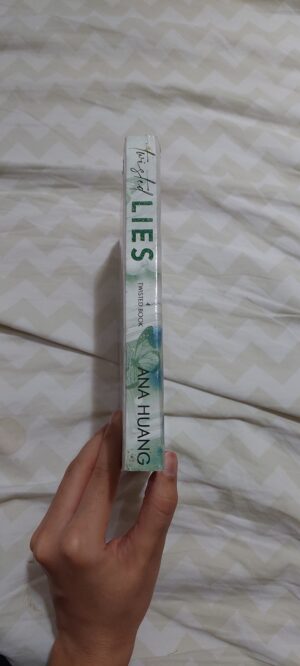 twisted
LIES
TWISTED BOOK
4
ANA HUANG